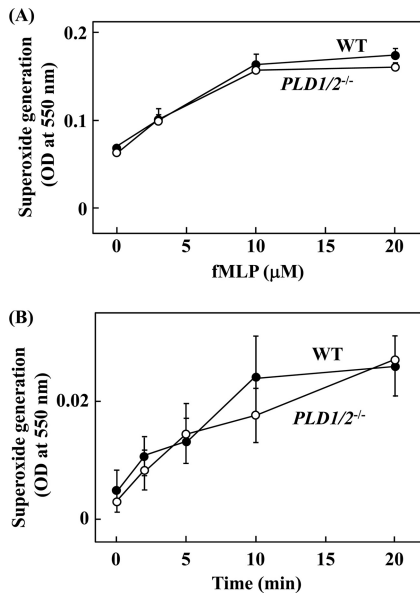 (A)
Superoxide generation
(OD at 550 nm)
0.2
0.1
0
WT
PLD1/2-/-
0 5 10 15 20
fMLP (μM)
(B)
Superoxide generation
(OD at 550 nm)
0.02
0
WT
PLD1/2-/-
0 5 10 15 20
Time (min)